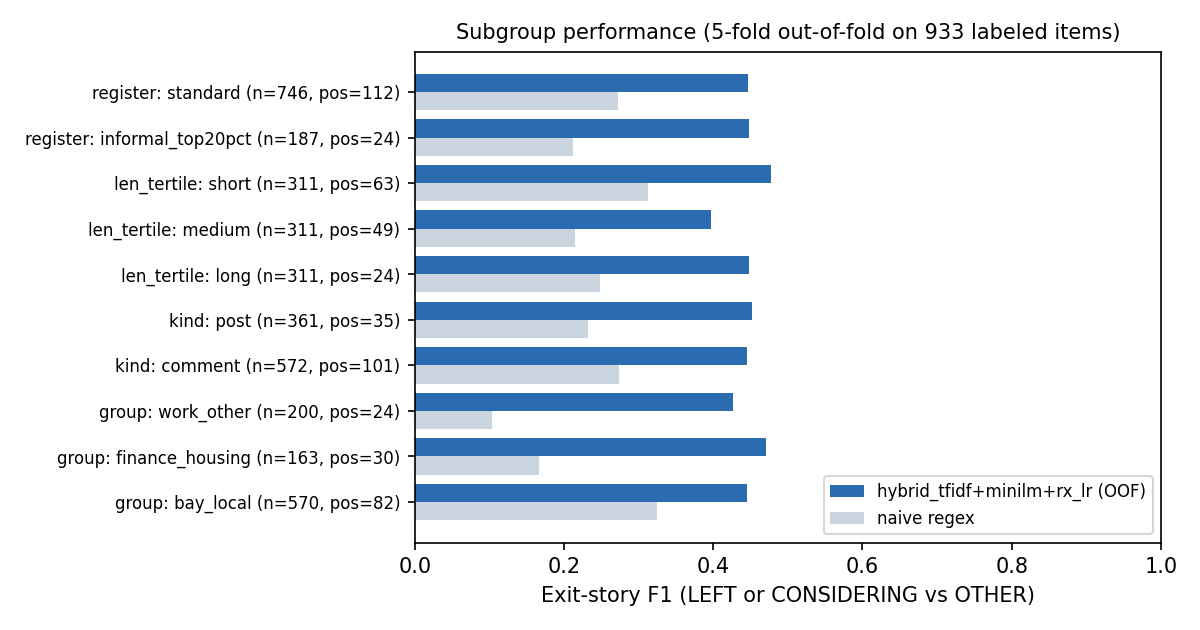 Subgroup performance (5-fold out-of-fold on 933 labeled items)
register: standard (n=746, pos=112)
register: informal_top20pct (n=187, pos=24)
len_tertile: short (n=311, pos=63)
len_tertile: medium (n=311, pos=49)
len_tertile: long (n=311, pos=24)
kind: post (n=361, pos=35)
kind: comment (n=572, pos=101)
group: work_other (n=200, pos=24)
group: finance_housing (n=163, pos=30)
group: bay_local (n=570, pos=82)
hybrid_tfidf+minilm+rx_lr (OOF)
naive regex
0.0 0.2 0.4 0.6 0.8 1.0
Exit-story F1 (LEFT or CONSIDERING vs OTHER)